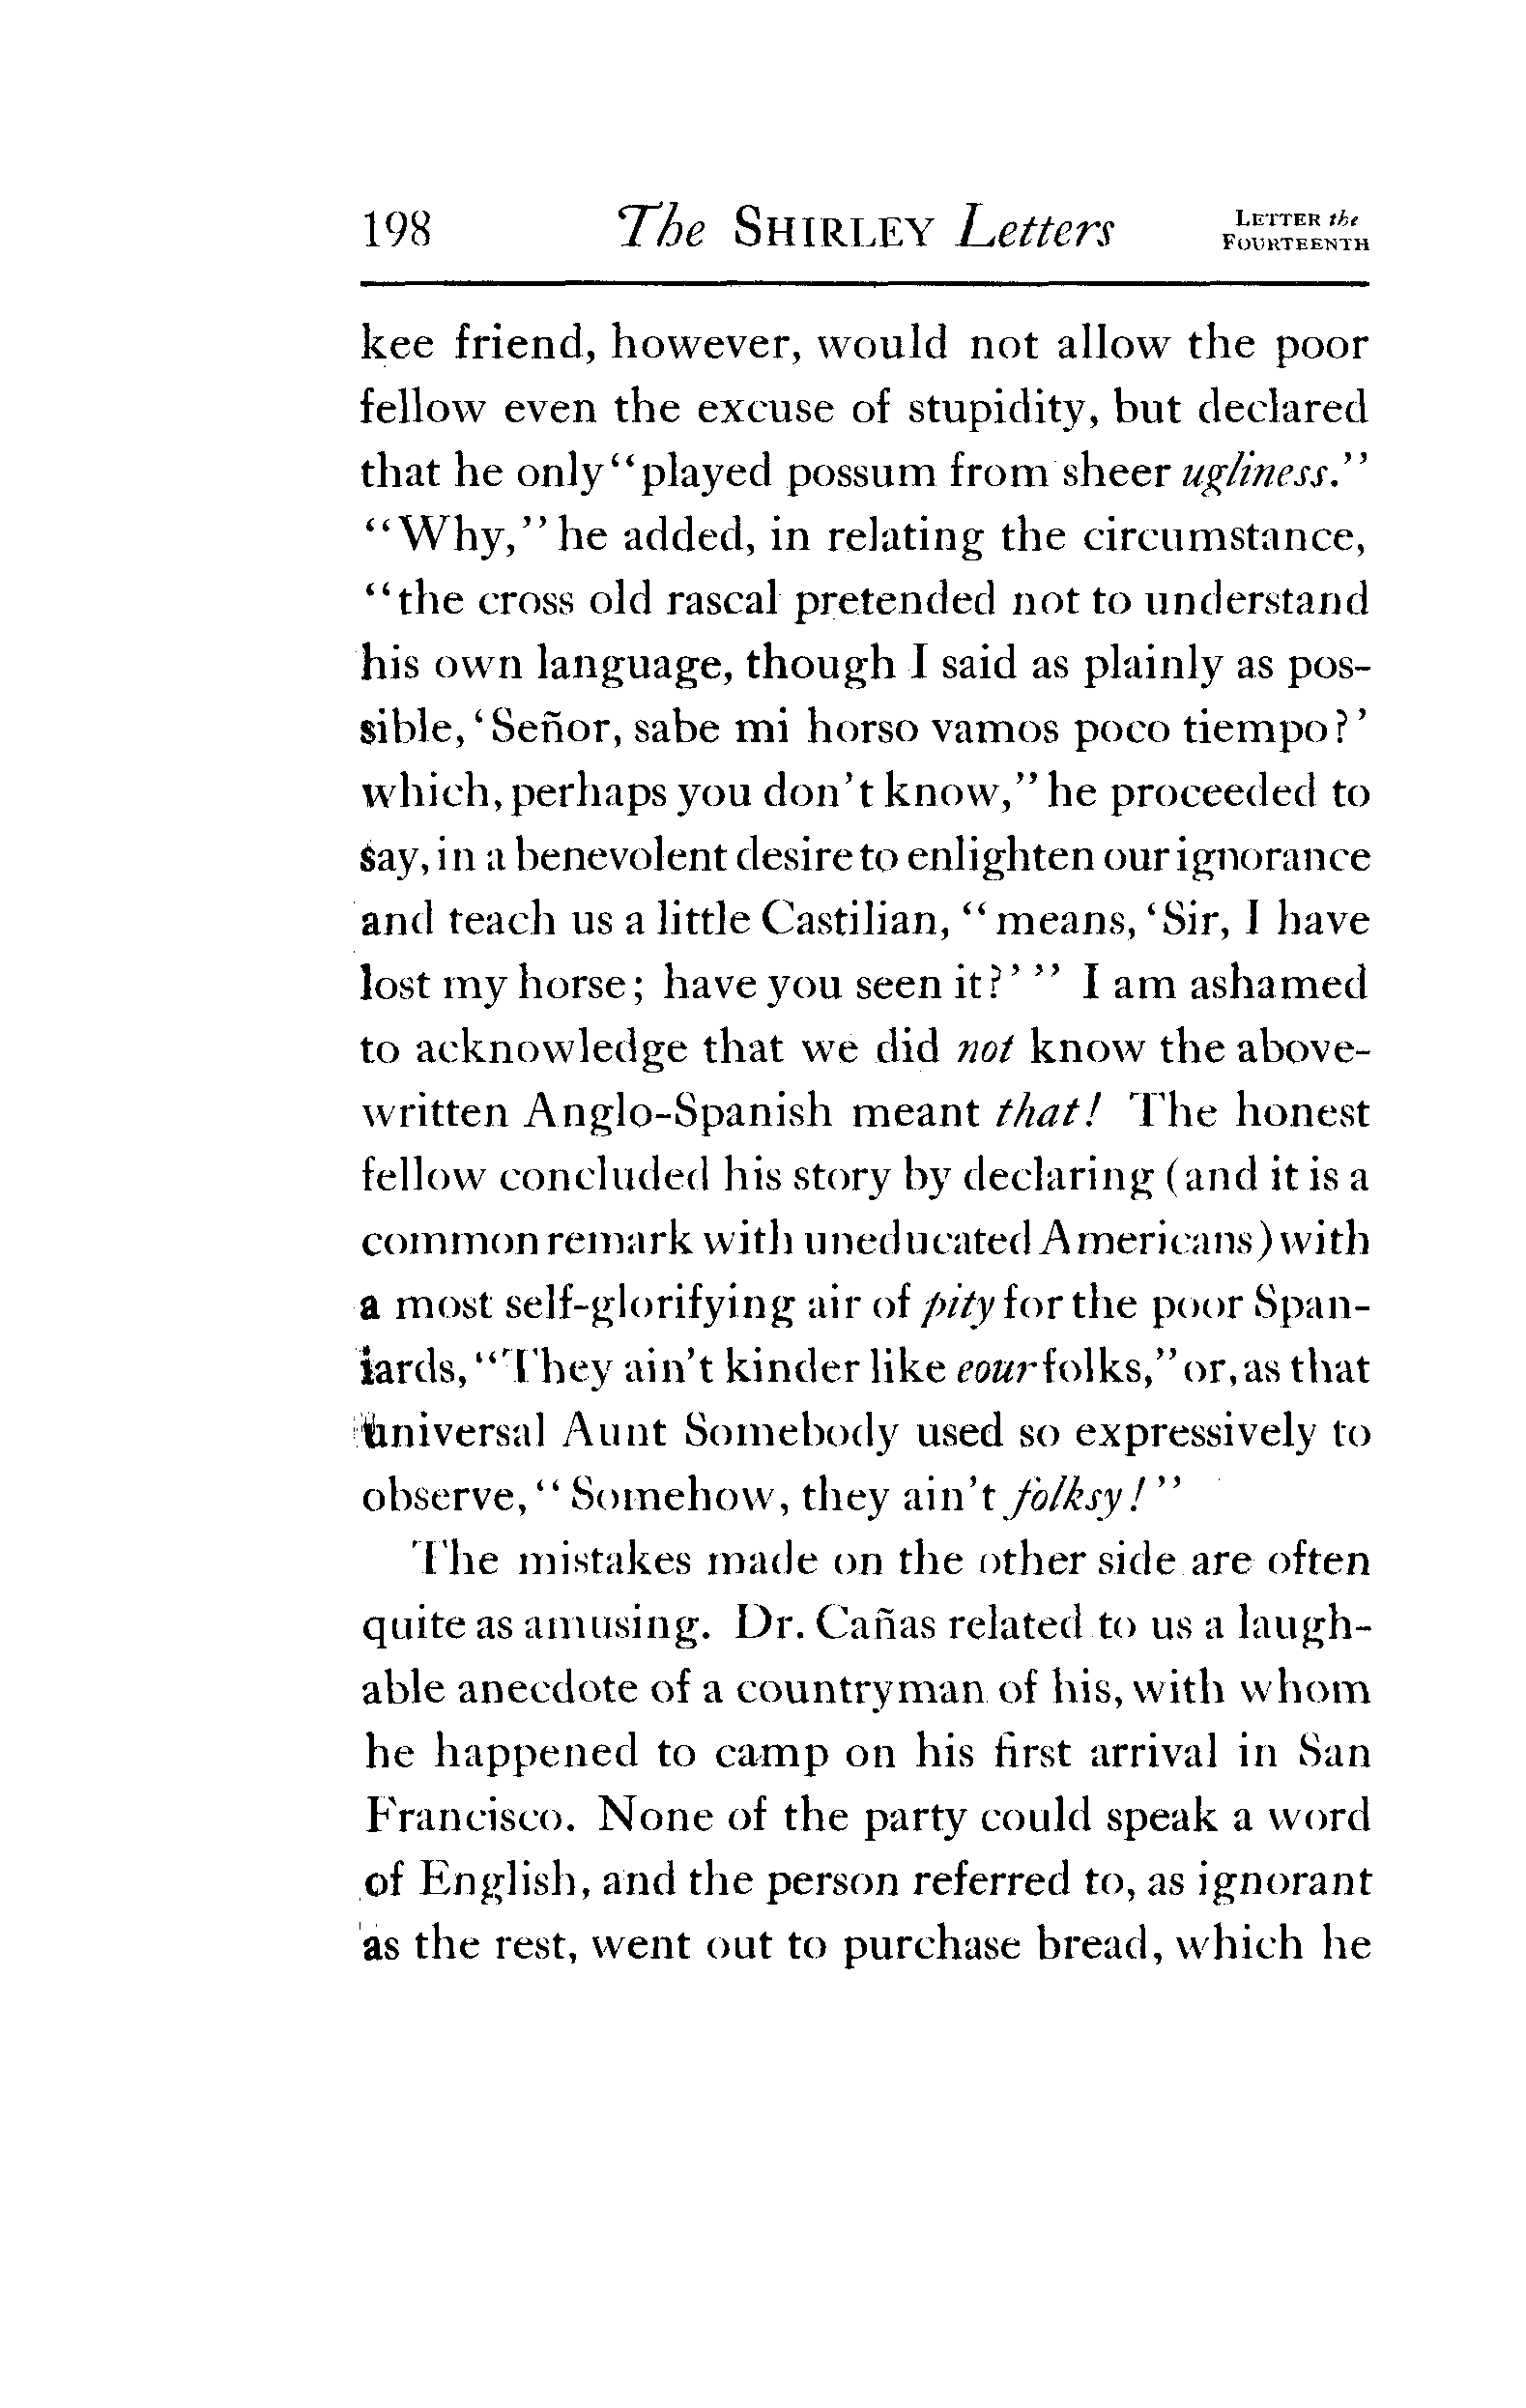 198 The SHIRLEY Letters LETTER the
FOURTEENTH
kee friend, however, would not allow the poor
fellow even the excuse of stupidity, but declared
that he only “played possum from sheer ugliness.”
“Why,” he added, in relating the circumstance,
“the cross old rascal pretended not to understand
his own language, though I said as plainly as pos-
sible, ‘Señor, sabe mi horso vamos poco tiempo?’
which, perhaps you don’t know,” he proceeded to
say, in a benevolent desire to enlighten our ignorance
and teach us a little Castilian, “means, ‘Sir, I have
lost my horse; have you seen it?’” I am ashamed
to acknowledge that we did not know the above-
written Anglo-Spanish meant that! The honest
fellow concluded his story by declaring (and it is a
common remark with uneducated Americans) with
a most self-glorifying air of pity for the poor Span-
iards, “They ain’t kinder like eour folks,” or, as that
universal Aunt Somebody used so expressively to
observe, “Somehow, they ain’t folksy!”
The mistakes made on the other side are often
quite as amusing. Dr. Cañas related to us a laugh-
able anecdote of a countryman of his, with whom
he happened to camp on his first arrival in San
Francisco. None of the party could speak a word
of English, and the person referred to, as ignorant
as the rest, went out to purchase bread, which he